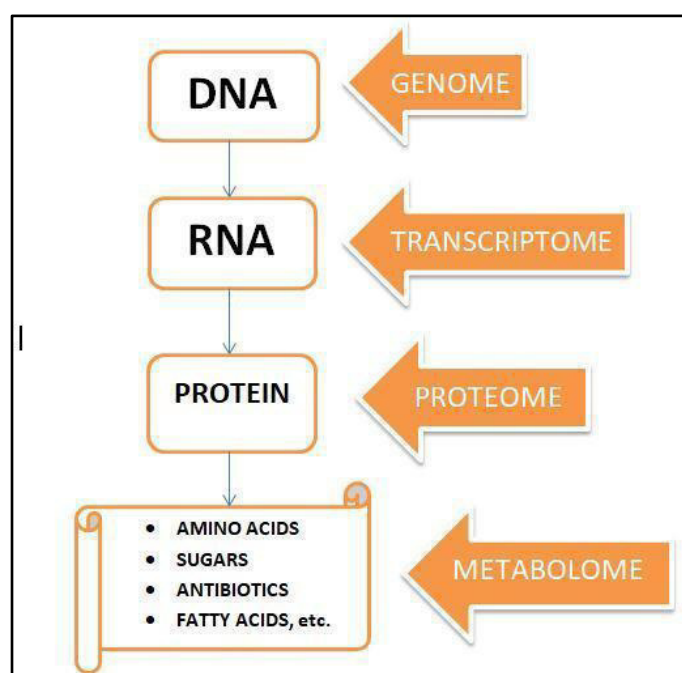 DNA
GENOME
RNA
TRANSCRIPTOME
PROTEIN
PROTEOME
• AMINO ACIDS
• SUGARS
• ANTIBIOTICS
• FATTY ACIDS, etc.
METABOLOME